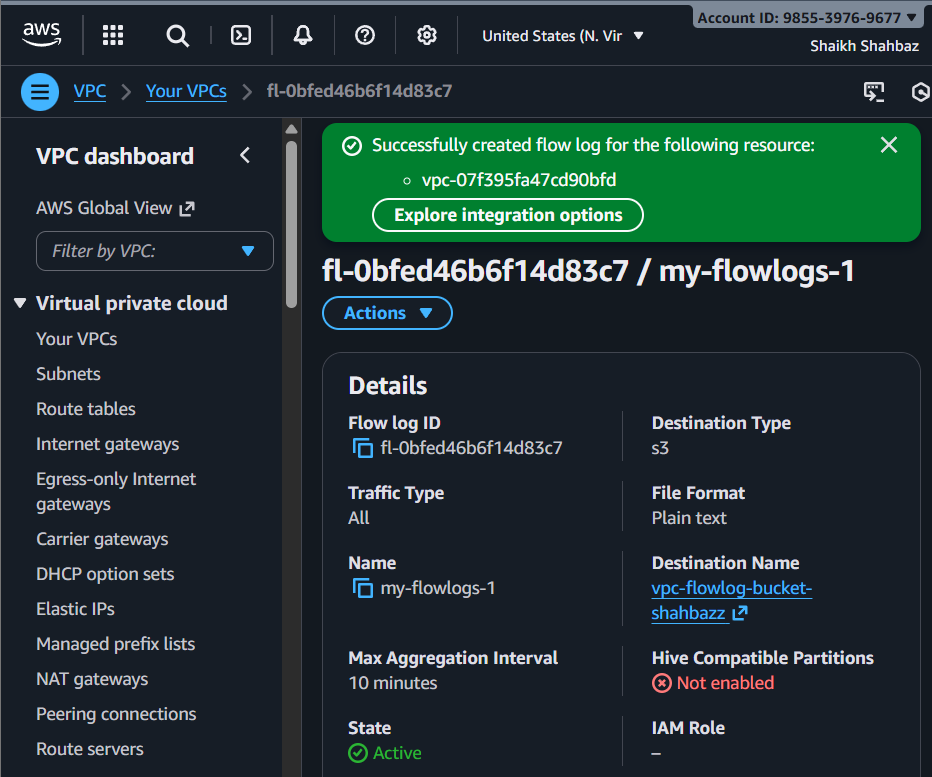 aws
United States (N. Vir
Account ID: 9855-3976-9677
Shaikh Shahbaz
VPC
Your VPCs
fl-0bfed46b6f14d83c7
VPC dashboard
AWS Global View
Filter by VPC:
Virtual private cloud
Your VPCs
Subnets
Route tables
Internet gateways
Egress-only Internet
gateways
Carrier gateways
DHCP option sets
Elastic IPs
Managed prefix lists
NAT gateways
Peering connections
Route servers
Successfully created flow log for the following resource:
vpc-07f395fa47cd90bfd
Explore integration options
fl-0bfed46b6f14d83c7 / my-flowlogs-1
Actions
Details
Flow log ID
fl-0bfed46b6f14d83c7
Destination Type
s3
Traffic Type
All
File Format
Plain text
Name
my-flowlogs-1
Destination Name
vpc-flowlog-bucket-
shahbazz
Max Aggregation Interval
10 minutes
Hive Compatible Partitions
Not enabled
State
Active
IAM Role
–